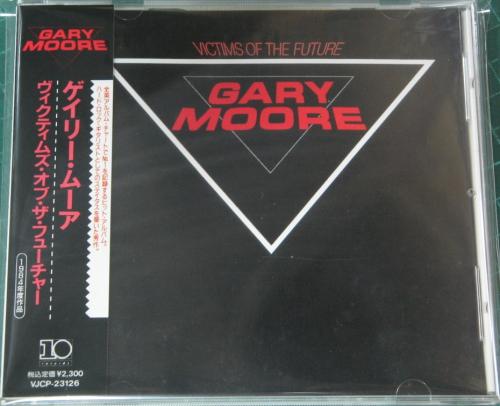 GARY
MOORE
ゲイリー・ムーア
ヴィクティムズ・オブ・ザ・フューチャー
1984年度作品
10
records
税込定価¥2,300
VJCP-23126
VICTIMS OF THE FUTURE
GARY
MOORE